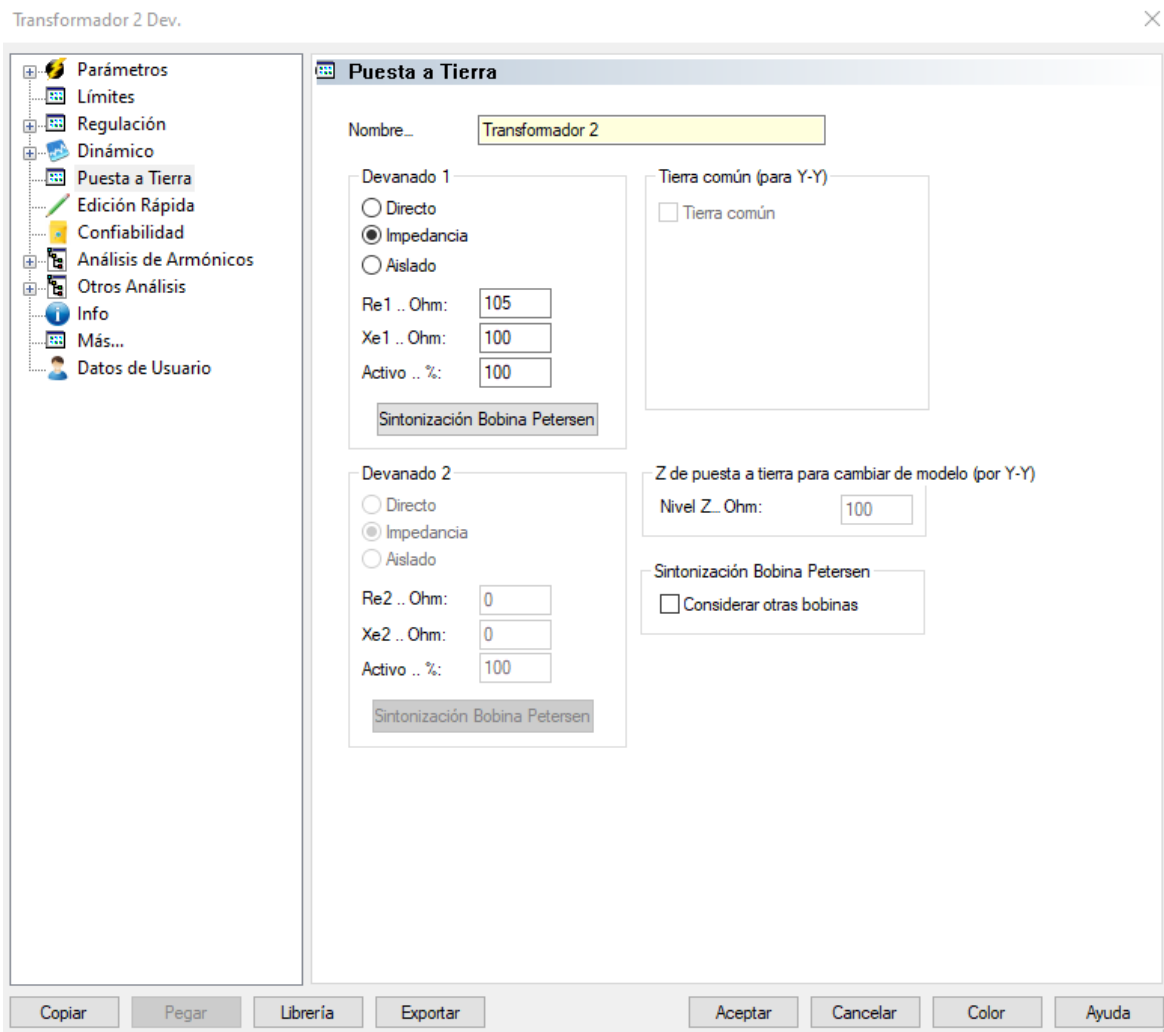 Transformador 2 Dev.
Parámetros
Límites
Regulación
Dinámico
Puesta a Tierra
Edición Rápida
Confiabilidad
Análisis de Armónicos
Otros Análisis
Info
Más...
Datos de Usuario
Puesta a Tierra
Nombre... Transformador 2
Devanado 1
Directo
Impedancia
Aislado
Re1 .. Ohm: 105
Xe1 .. Ohm: 100
Activo .. %: 100
Sintonización Bobina Petersen
Tierra común (para Y-Y)
Tierra común
Devanado 2
Directo
Impedancia
Aislado
Re2 .. Ohm: 0
Xe2 .. Ohm: 0
Activo .. %: 100
Sintonización Bobina Petersen
Z de puesta a tierra para cambiar de modelo (por Y-Y)
Nivel Z... Ohm: 100
Sintonización Bobina Petersen
Considerar otras bobinas
Copiar Pegar Librería Exportar Aceptar Cancelar Color Ayuda